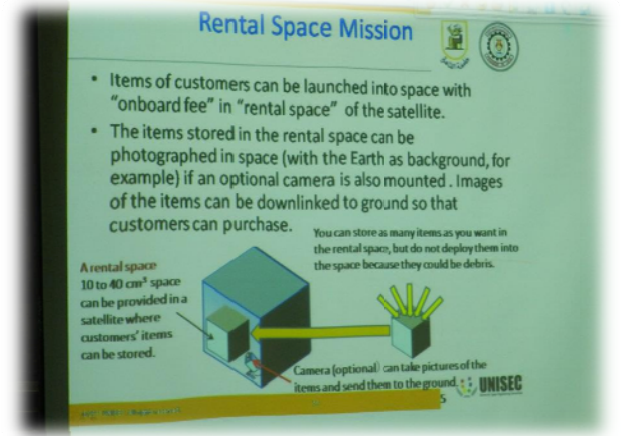 Rental Space Mission
• Items of customers can be launched into space with
"onboard fee" in "rental space" of the satellite.
• The items stored in the rental space can be
photographed in space (with the Earth as background, for
example) if an optional camera is also mounted . Images
of the items can be downlinked to ground so that
customers can purchase.
You can store as many items as you want in
the rental space, but do not deploy them into
the space because they could be debris.
A rental space
10 to 40 cm³ space
can be provided in a
satellite where
customers' items
can be stored.
Camera (optional) can take pictures of the
items and send them to the ground.
UNISEC
5